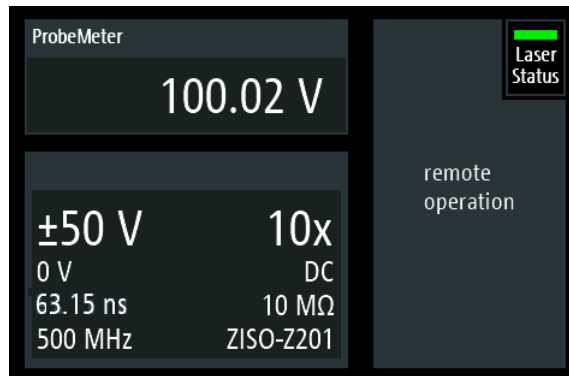 ProbeMeter
100.02 V
Laser
Status
remote
operation
±50 V 10x
0 V DC
63.15 ns 10 MΩ
500 MHz ZISO-Z201